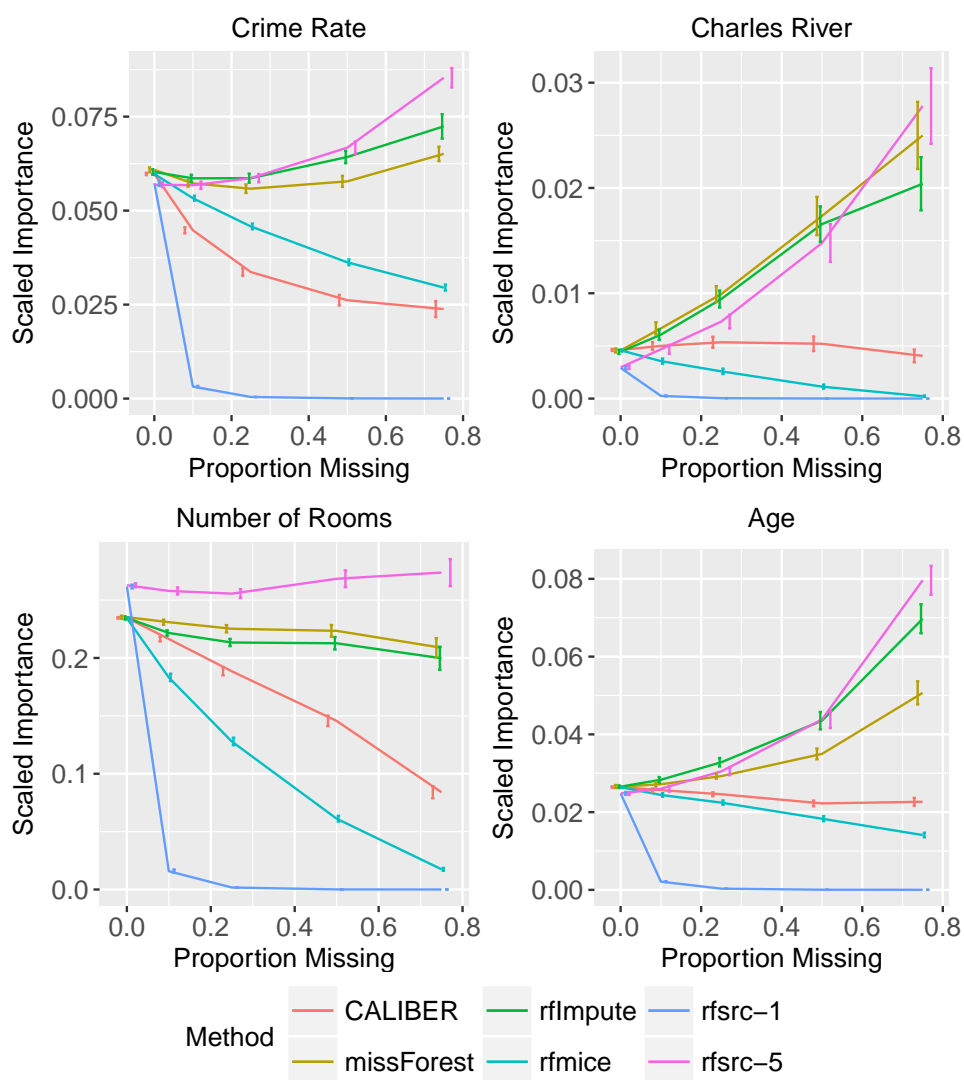 Crime Rate
Charles River
Scaled Importance
0.075
0.050
0.025
0.000
0.0 0.2 0.4 0.6 0.8
Proportion Missing
Scaled Importance
0.03
0.02
0.01
0.00
0.0 0.2 0.4 0.6 0.8
Proportion Missing
Number of Rooms
Age
Scaled Importance
0.2
0.1
0.0
0.0 0.2 0.4 0.6 0.8
Proportion Missing
Scaled Importance
0.08
0.06
0.04
0.02
0.00
0.0 0.2 0.4 0.6 0.8
Proportion Missing
Method
CALIBER rfImpute rfsrc−1
missForest rfmice rfsrc−5